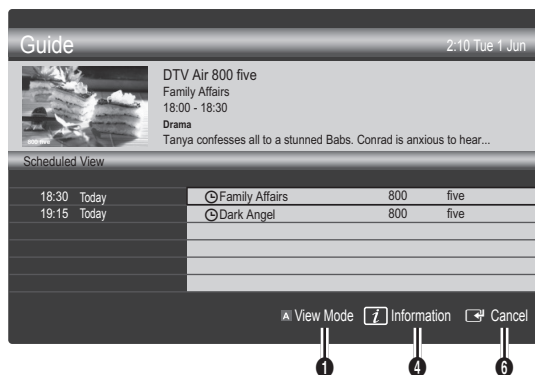 Guide
2:10 Tue 1 Jun
DTV Air 800 five
Family Affairs
18:00 - 18:30
Drama
Tanya confesses all to a stunned Babs. Conrad is anxious to hear...
800 five
Scheduled View
18:30 Today Family Affairs 800 five
19:15 Today Dark Angel 800 five
A View Mode i Information Cancel
1 4 6